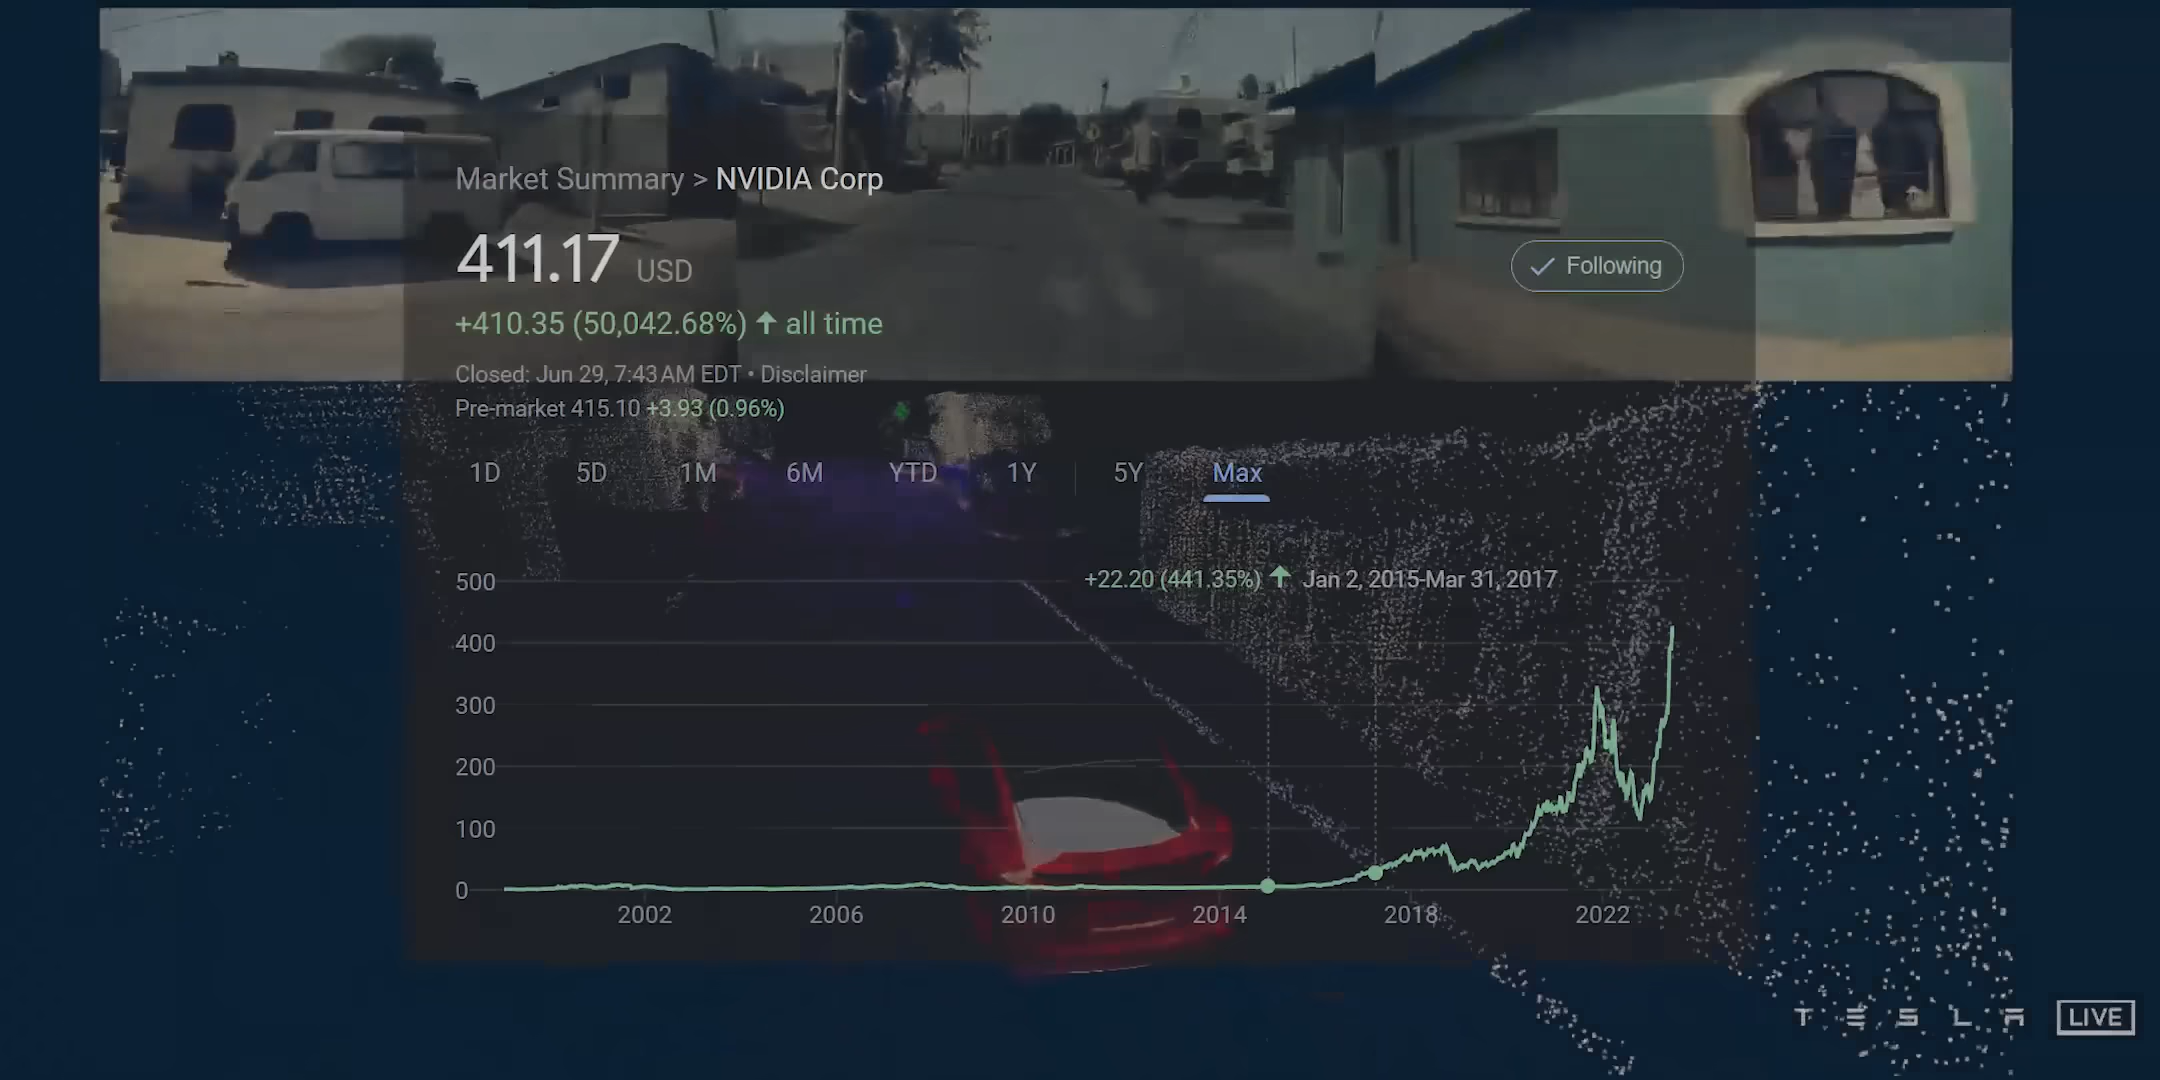 Market Summary > NVIDIA Corp
411.17 USD
Following
+410.35 (50,042.68%) ↑ all time
Closed: Jun 29, 7:43 AM EDT • Disclaimer
Pre-market 415.10 +3.93 (0.96%)
1D 5D 1M 6M YTD 1Y 5Y Max
+22.20 (441.35%) ↑ Jan 2, 2015-Mar 31, 2017
500
400
300
200
100
0
2002 2006 2010 2014 2018 2022
TESLA LIVE